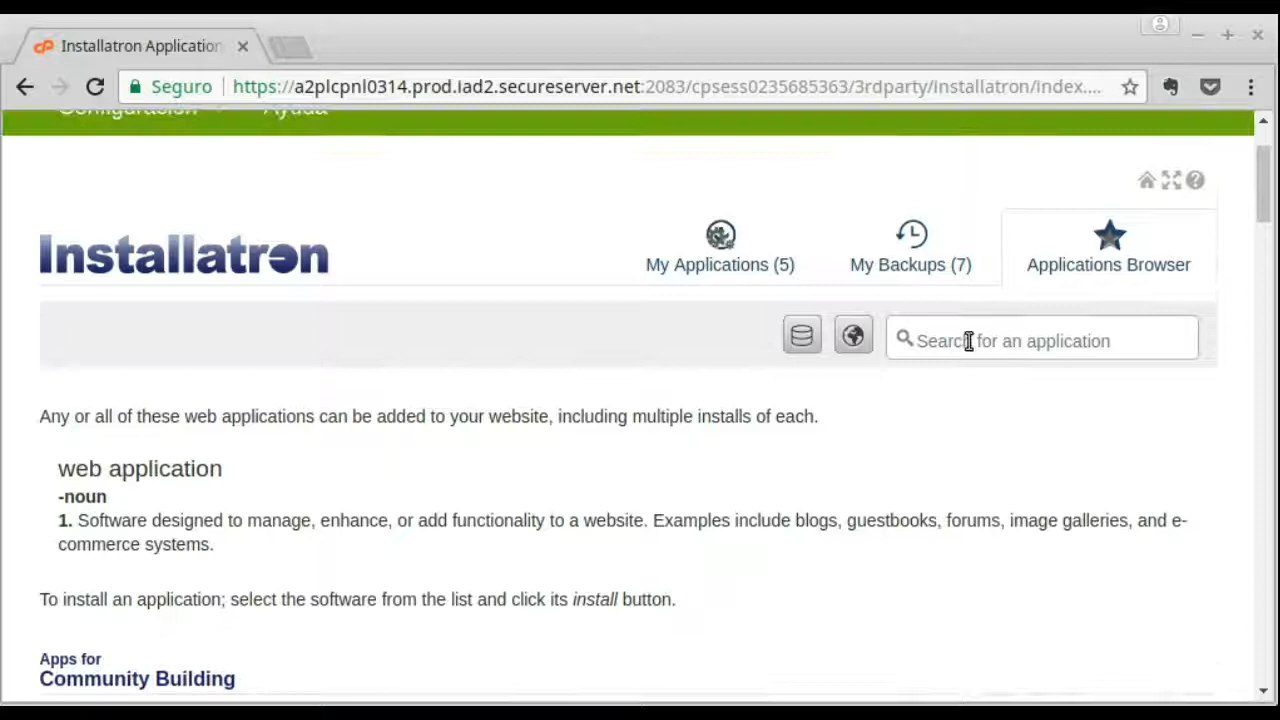 Installatron Application
Seguro https://a2plcpnl0314.prod.iad2.secureserver.net:2083/cpsess0235685363/3rdparty/installatron/index....
Configuración Ayuda
Installatron
My Applications (5) My Backups (7) Applications Browser
Search for an application
Any or all of these web applications can be added to your website, including multiple installs of each.
web application
-noun
1. Software designed to manage, enhance, or add functionality to a website. Examples include blogs, guestbooks, forums, image galleries, and e-
commerce systems.
To install an application; select the software from the list and click its install button.
Apps for
Community Building